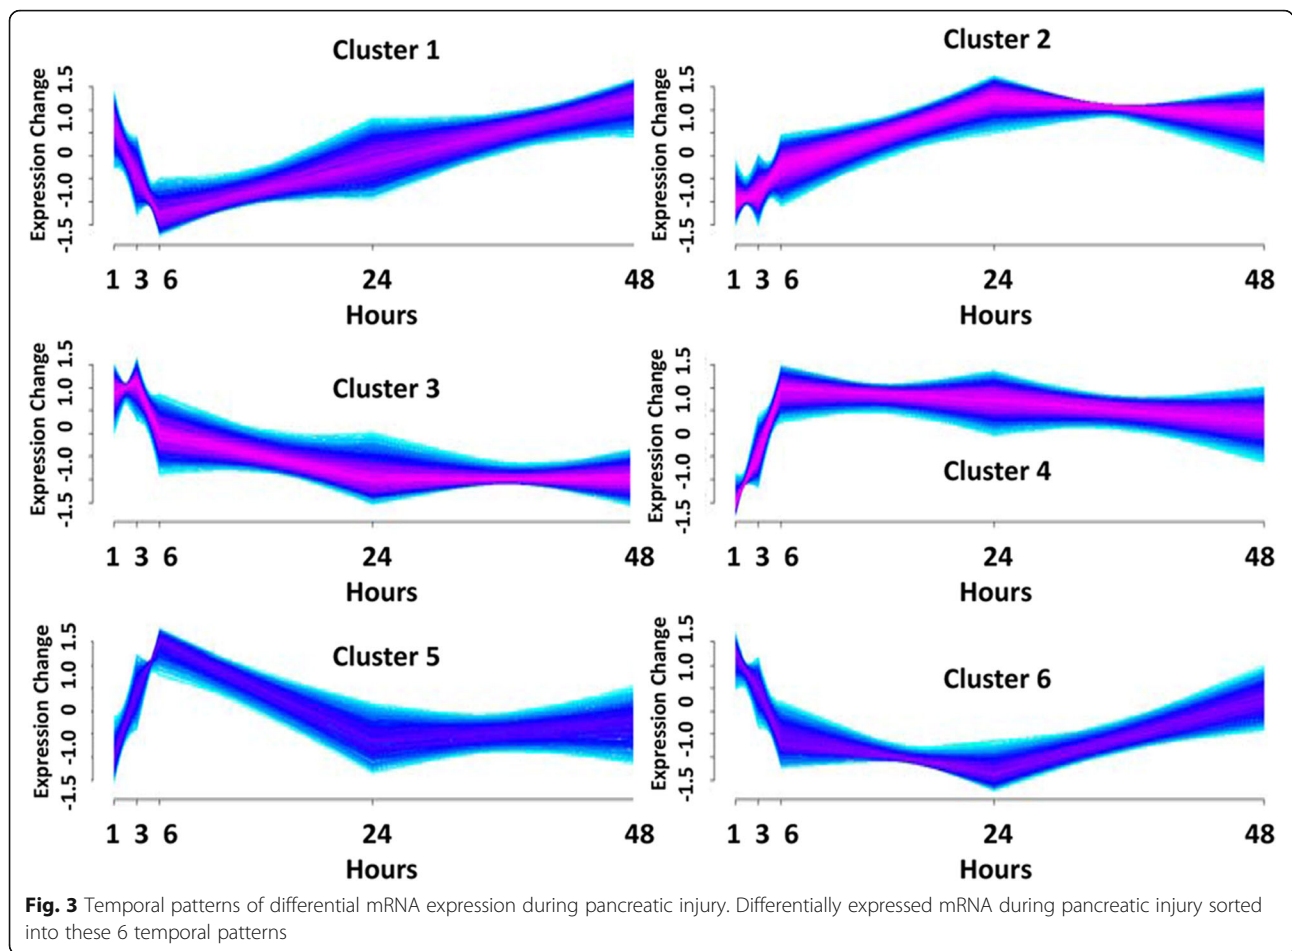 Cluster 1
Expression Change
1.5
1.0
0
-1.0
-1.5
1 3 6 24 48
Hours
Cluster 2
Expression Change
1.5
1.0
0
-1.0
-1.5
1 3 6 24 48
Hours
Cluster 3
Expression Change
1.5
1.0
0
-1.0
-1.5
1 3 6 24 48
Hours
Cluster 4
Expression Change
1.5
1.0
0
-1.0
-1.5
1 3 6 24 48
Hours
Cluster 5
Expression Change
1.5
1.0
0
-1.0
-1.5
1 3 6 24 48
Hours
Cluster 6
Expression Change
1.5
1.0
0
-1.0
-1.5
1 3 6 24 48
Hours
Fig. 3 Temporal patterns of differential mRNA expression during pancreatic injury. Differentially expressed mRNA during pancreatic injury sorted
into these 6 temporal patterns